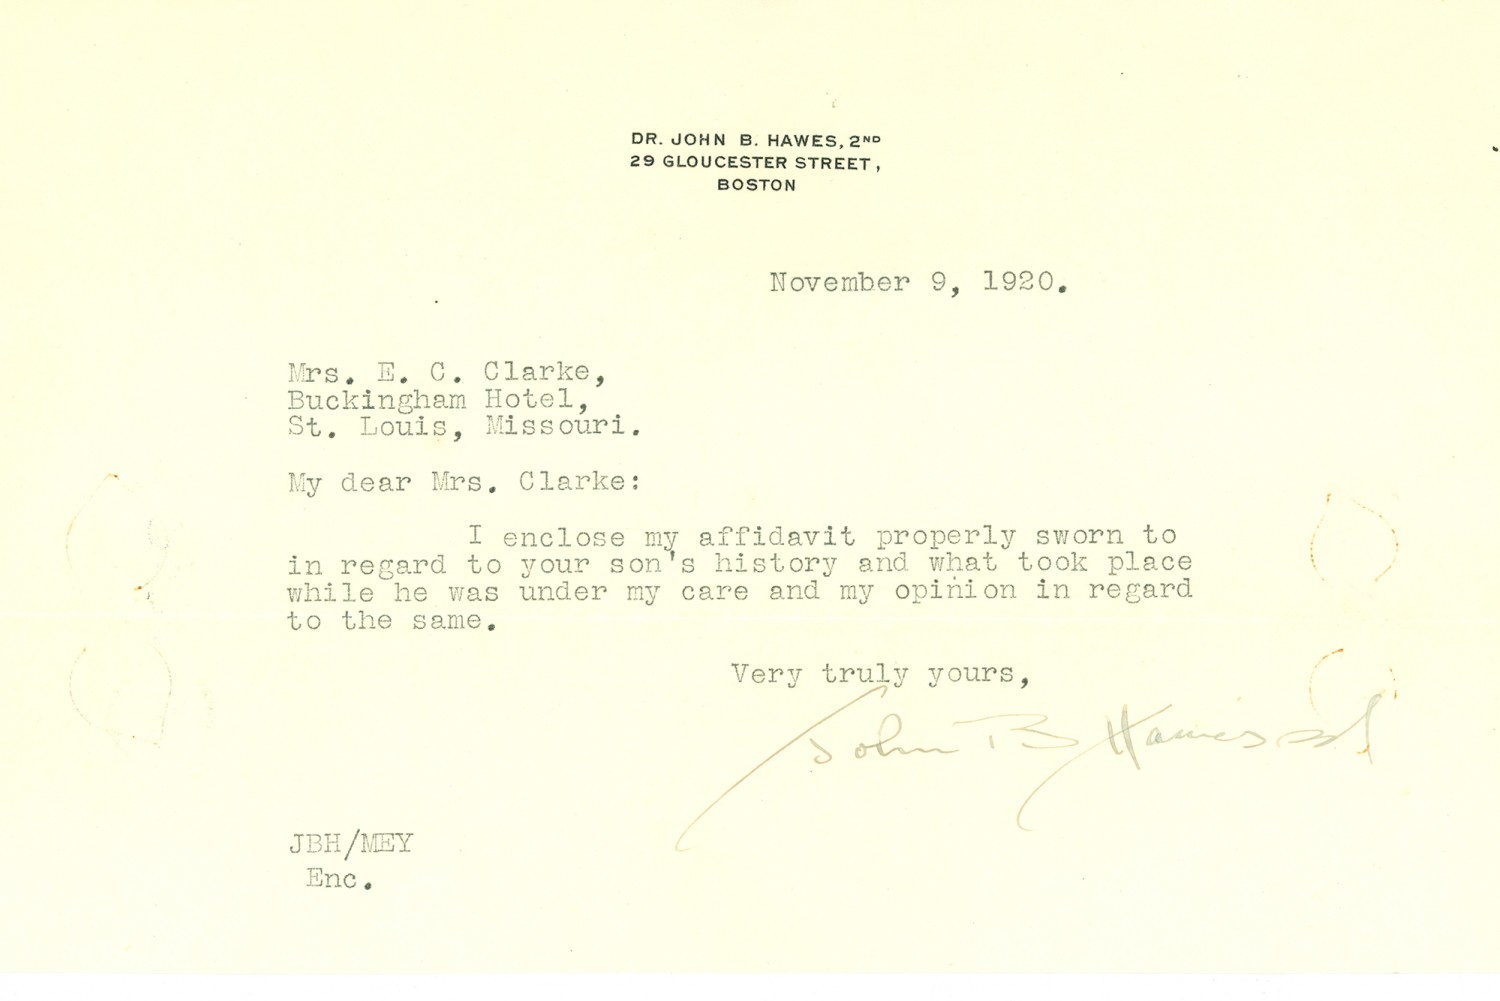 DR. JOHN B. HAWES, 2ND
29 GLOUCESTER STREET,
BOSTON
November 9, 1920.
Mrs. E. C. Clarke,
Buckingham Hotel,
St. Louis, Missouri.
My dear Mrs. Clarke:
I enclose my affidavit properly sworn to
in regard to your son's history and what took place
while he was under my care and my opinion in regard
to the same.
Very truly yours,
John B Hawes 2d
JBH/MEY
Enc.